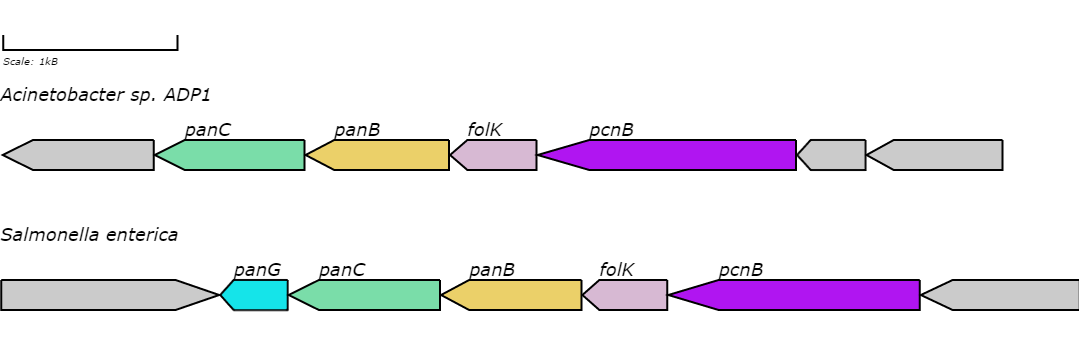 Scale: 1kB
Acinetobacter sp. ADP1
panC panB folK pcnB
Salmonella enterica
panG panC panB folK pcnB